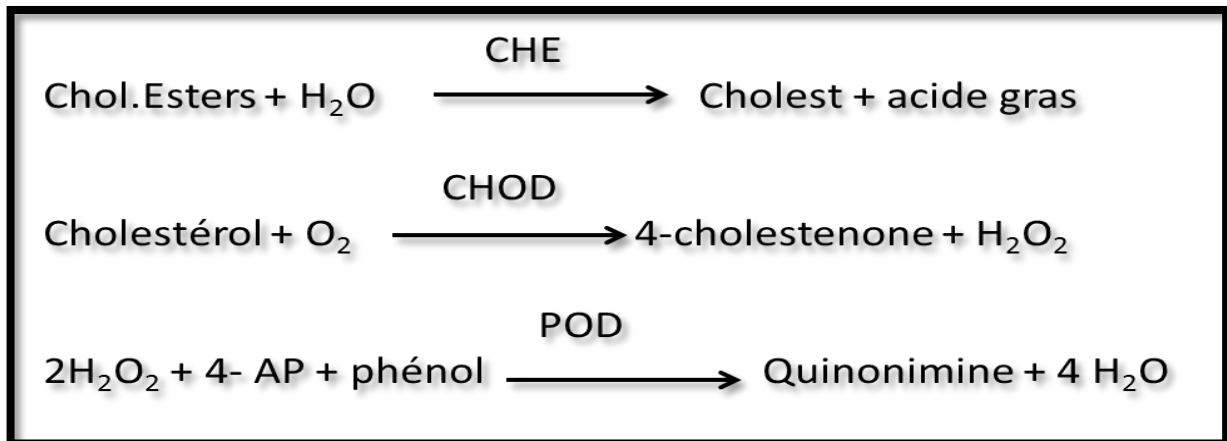 CHE
Chol.Esters + H₂O ⟶ Cholest + acide gras
CHOD
Cholestérol + O₂ ⟶ 4-cholestenone + H₂O₂
POD
2H₂O₂ + 4- AP + phénol ⟶ Quinonimine + 4 H₂O